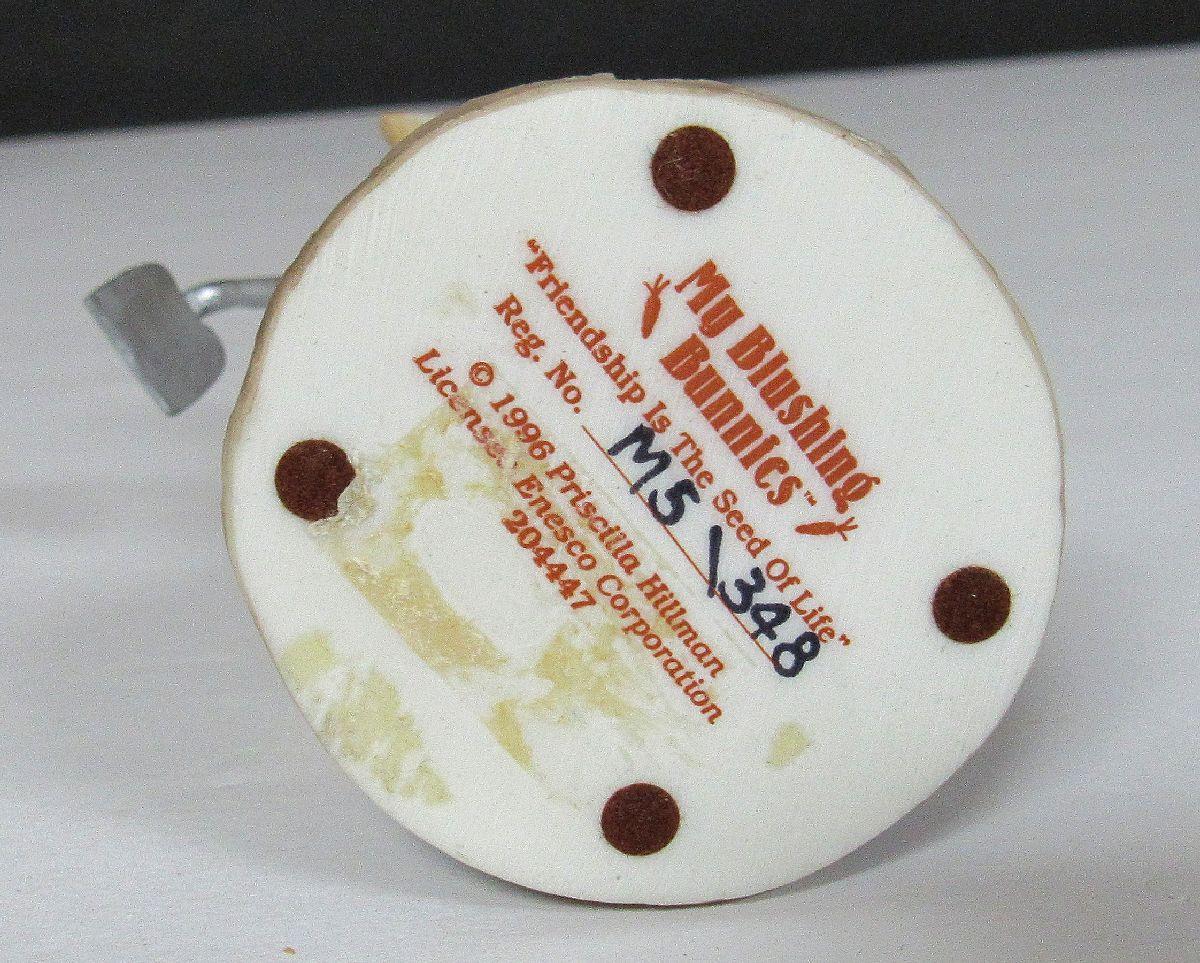 My Blushing
Bunnies™
"Friendship Is The Seed Of Life"
Reg. No. M5 \348
© 1996 Priscilla Hillman
Licensee Enesco Corporation
204447